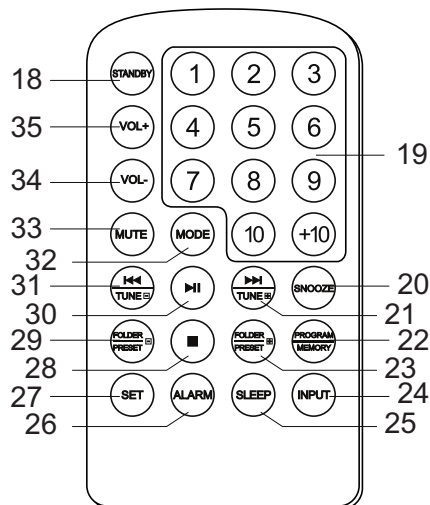 18 STANDBY 1 2 3
35 VOL+ 4 5 6 19
34 VOL- 7 8 9
33 MUTE MODE 10 +10
32
31 TUNE SNOOZE 20
30 TUNE 21
29 FOLDER PRESET FOLDER PRESET PROGRAM MEMORY 22
28 23
27 SET ALARM SLEEP INPUT 24
26 25